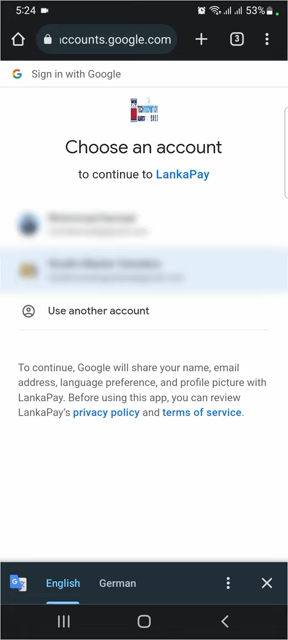 5:24
53%
accounts.google.com
3
Sign in with Google
Choose an account
to continue to LankaPay
Use another account
To continue, Google will share your name, email
address, language preference, and profile picture with
LankaPay. Before using this app, you can review
LankaPay's privacy policy and terms of service.
English German